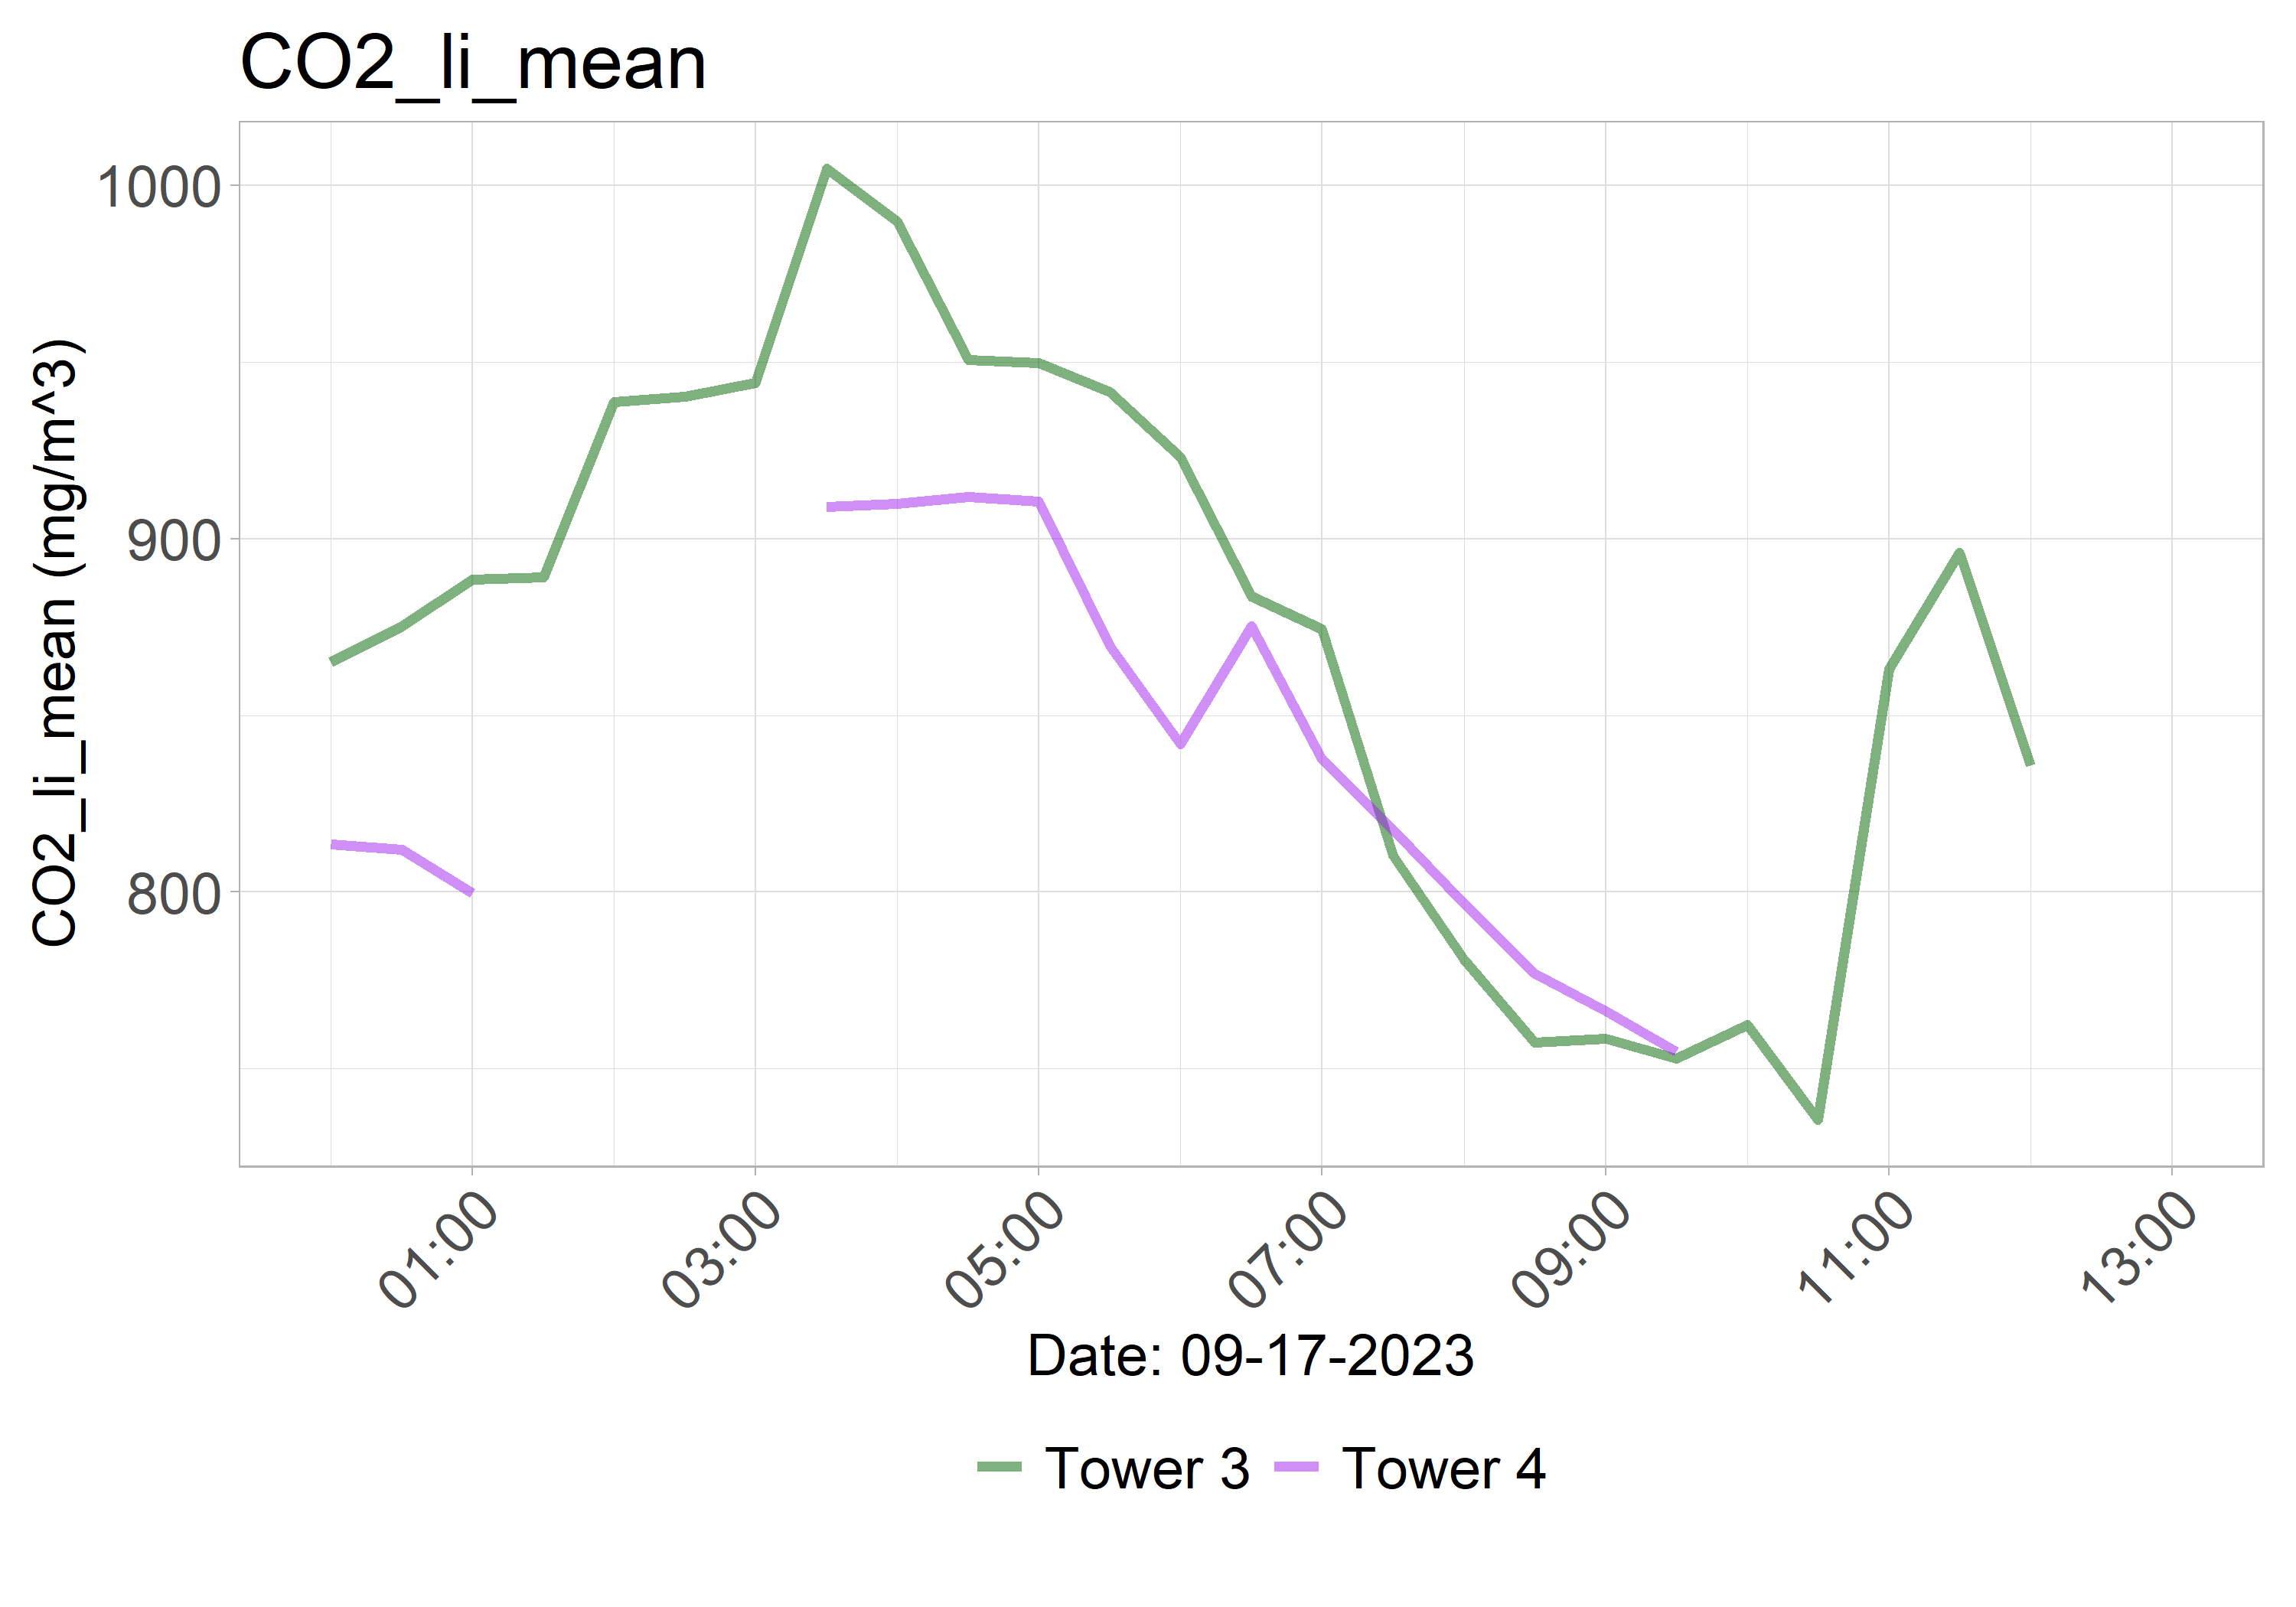 CO2_li_mean
CO2_li_mean (mg/m^3)
1000
900
800
01:00 03:00 05:00 07:00 09:00 11:00 13:00
Date: 09-17-2023
Tower 3 Tower 4